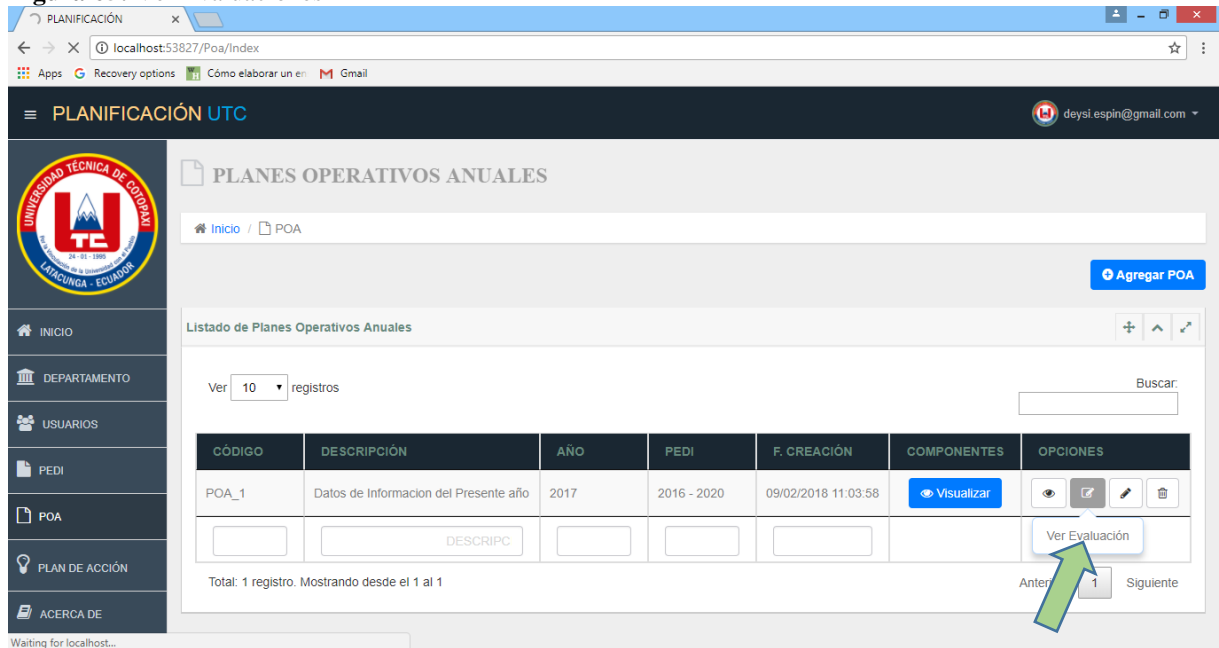 PLANIFICACIÓN
localhost:53827/Poa/Index
Apps Recovery options Cómo elaborar un en Gmail
PLANIFICACIÓN UTC
deysi.espin@gmail.com
UNIVERSIDAD TÉCNICA DE COTOPAXI
UTC
24 - 01 - 1995
LATACUNGA - ECUADOR
PLANES OPERATIVOS ANUALES
Inicio / POA
Agregar POA
INICIO
DEPARTAMENTO
USUARIOS
PEDI
POA
PLAN DE ACCIÓN
ACERCA DE
Listado de Planes Operativos Anuales
Ver 10 registros
Buscar:
CÓDIGO DESCRIPCIÓN AÑO PEDI F. CREACIÓN COMPONENTES OPCIONES
POA_1 Datos de Informacion del Presente año 2017 2016 - 2020 09/02/2018 11:03:58 Visualizar
DESCRIPC
Ver Evaluación
Total: 1 registro. Mostrando desde el 1 al 1
1 Siguiente
Waiting for localhost...